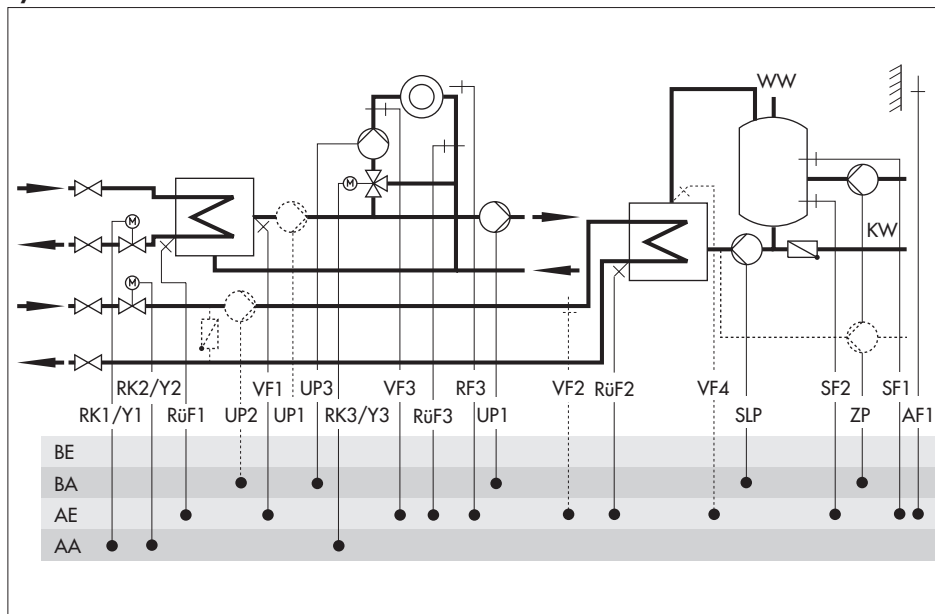 WW
M
M
KW
M
RK2/Y2 VF1 UP3 VF3 RF3 VF2 RüF2 VF4 SF2 SF1
RK1/Y1 RüF1 UP2 UP1 RK3/Y3 RüF3 UP1 SLP ZP AF1
BE
BA
AE
AA